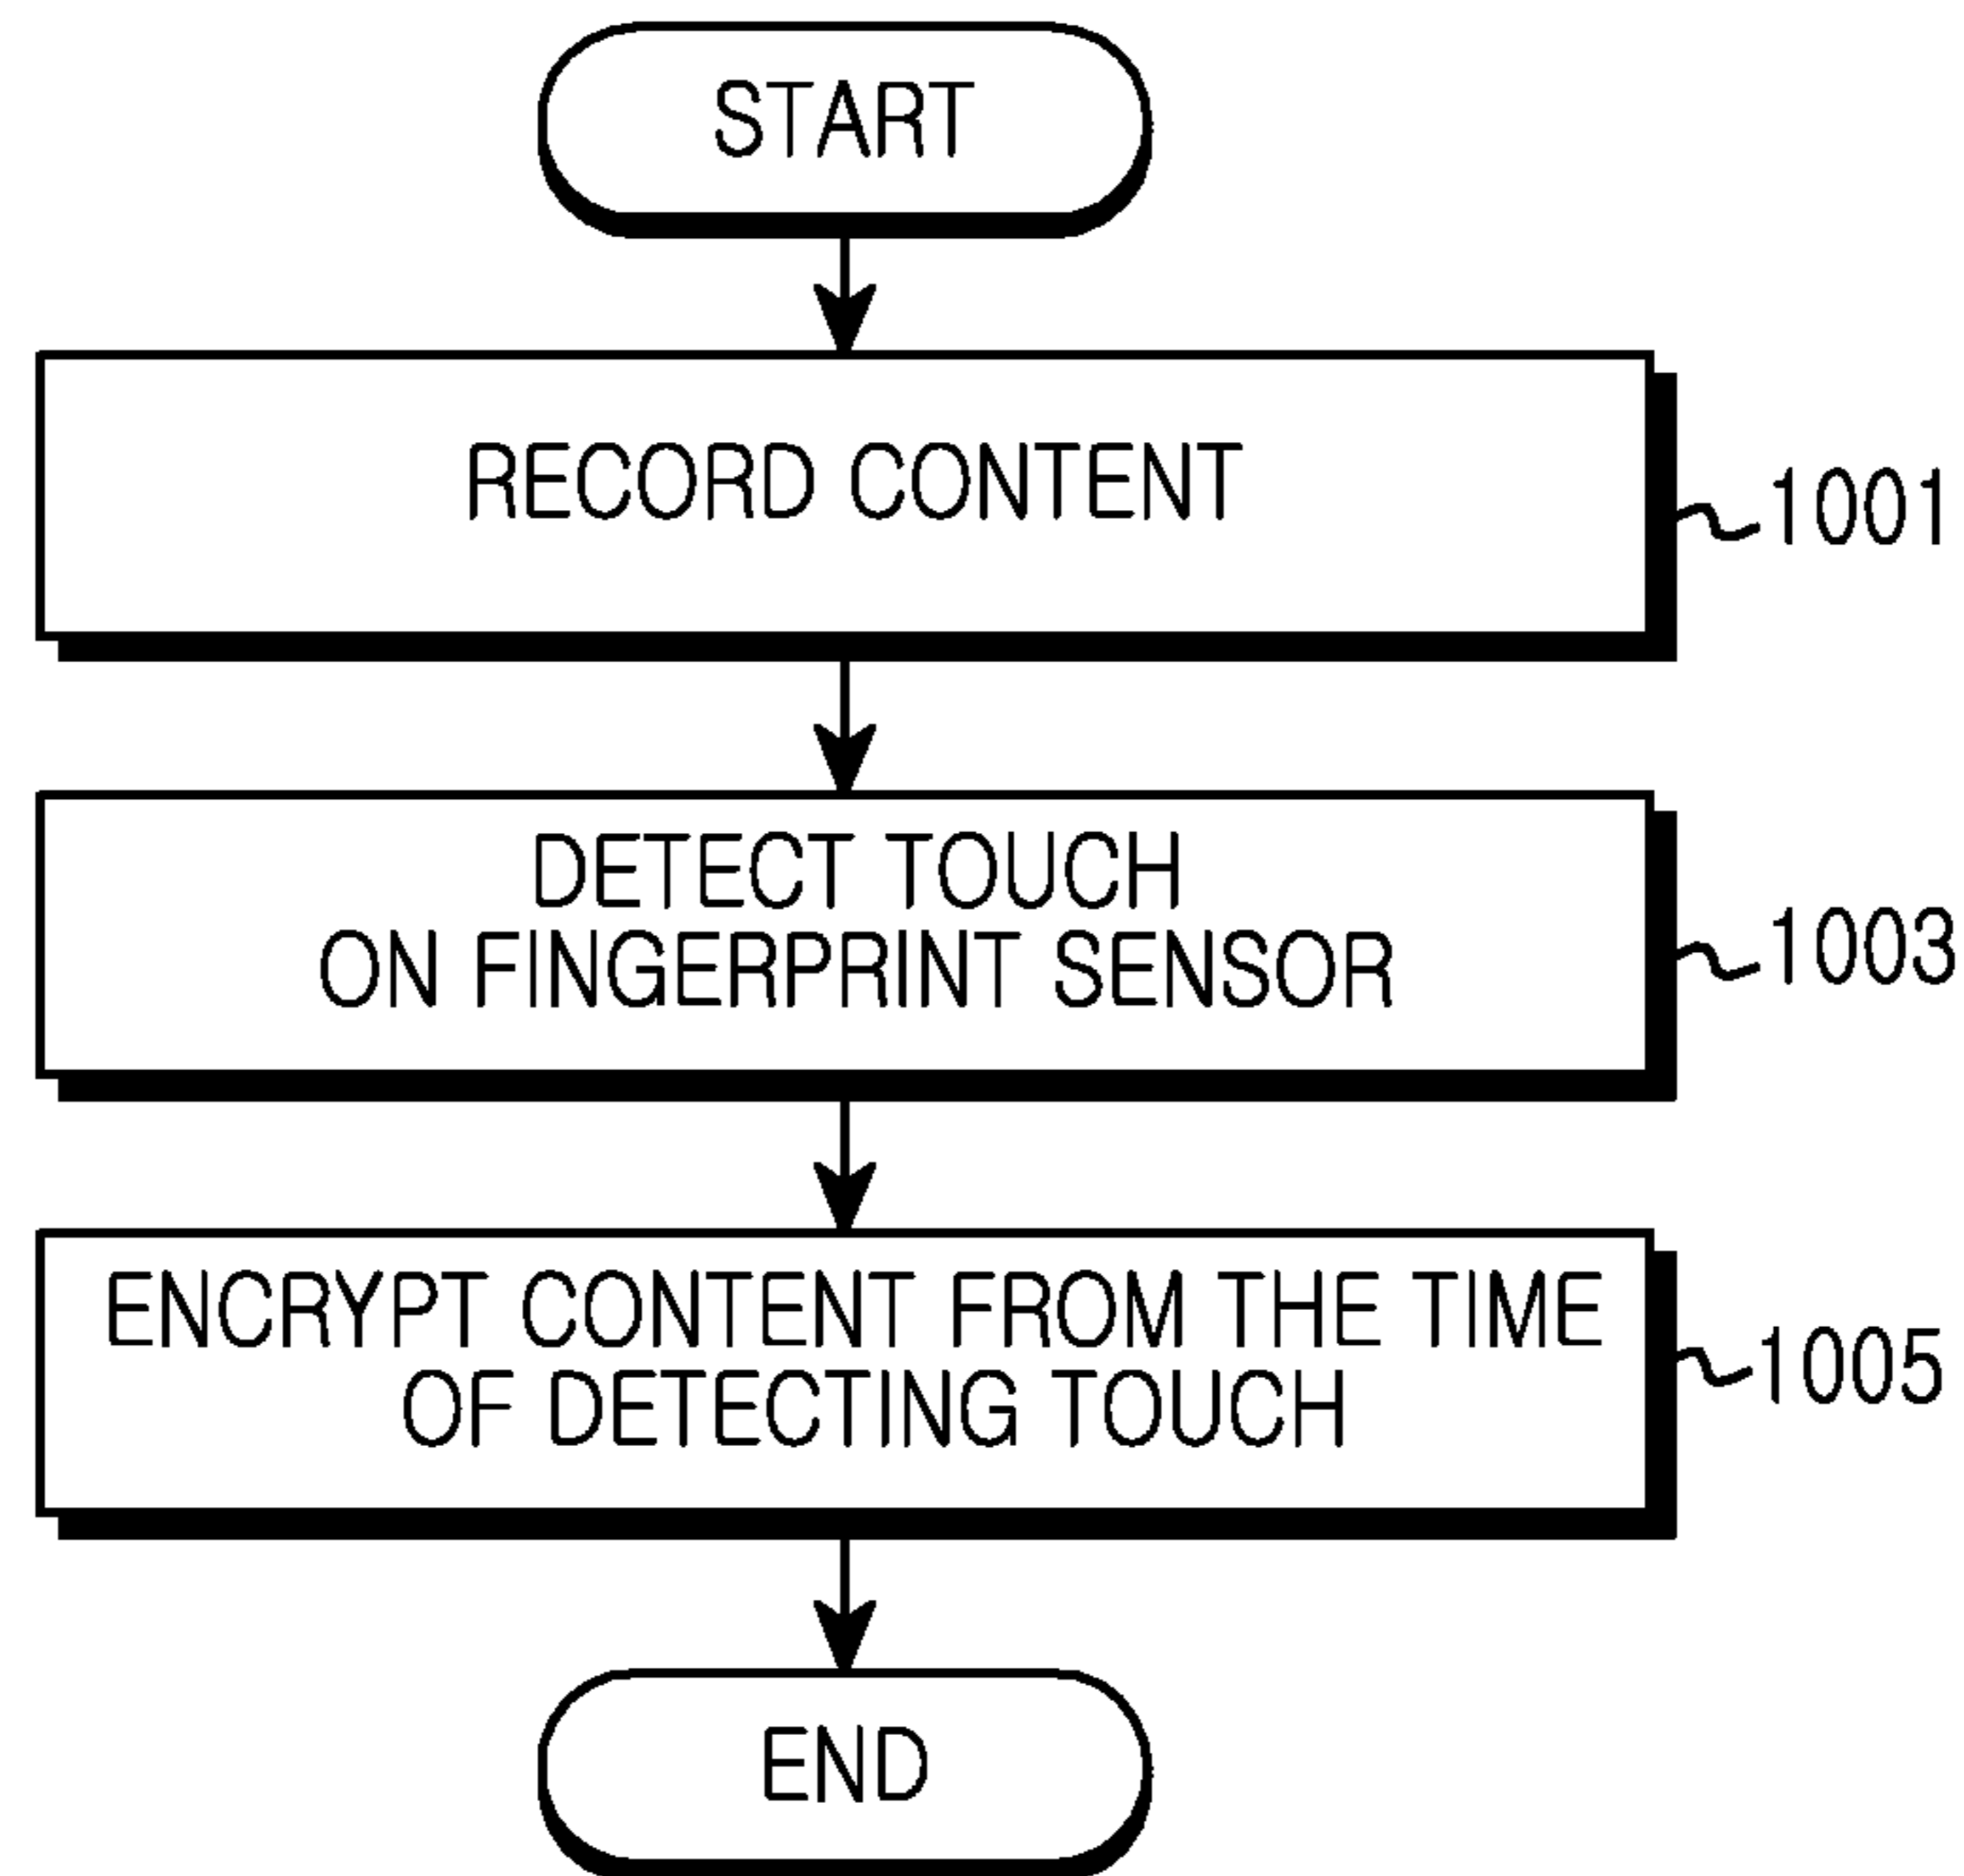 START
RECORD CONTENT
1001
DETECT TOUCH
ON FINGERPRINT SENSOR
1003
ENCRYPT CONTENT FROM THE TIME
OF DETECTING TOUCH
1005
END